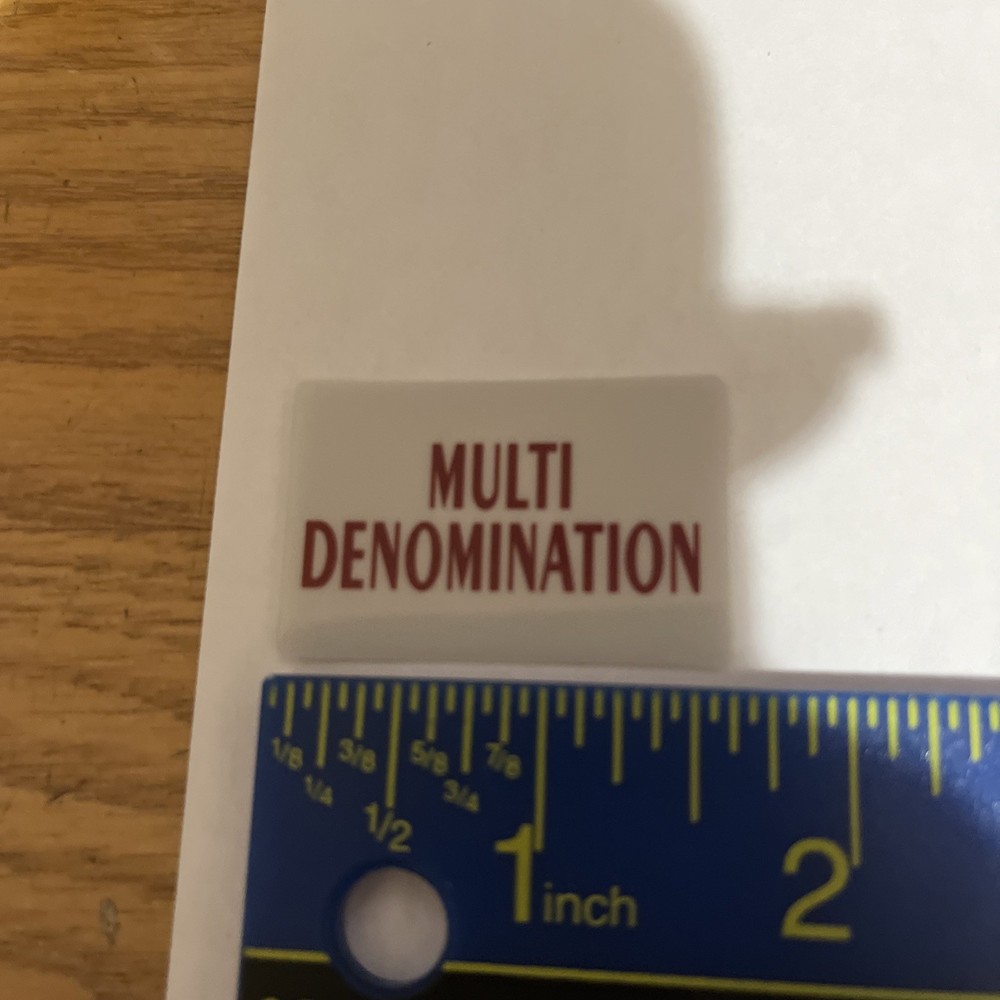 MULTI
DENOMINATION
1/8 3/8 5/8 7/8
1/4 3/4
1/2
1 inch 2